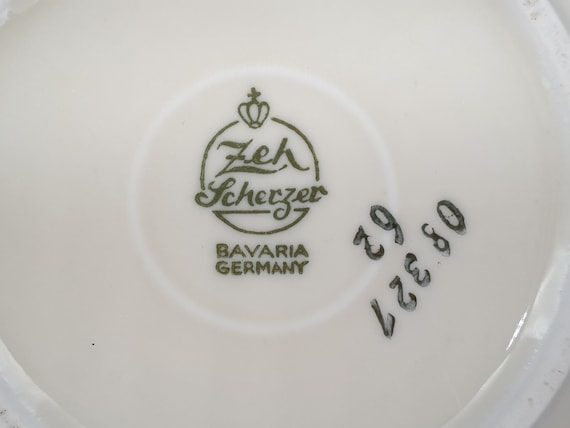 Zeh
Scherzer
BAVARIA
GERMANY